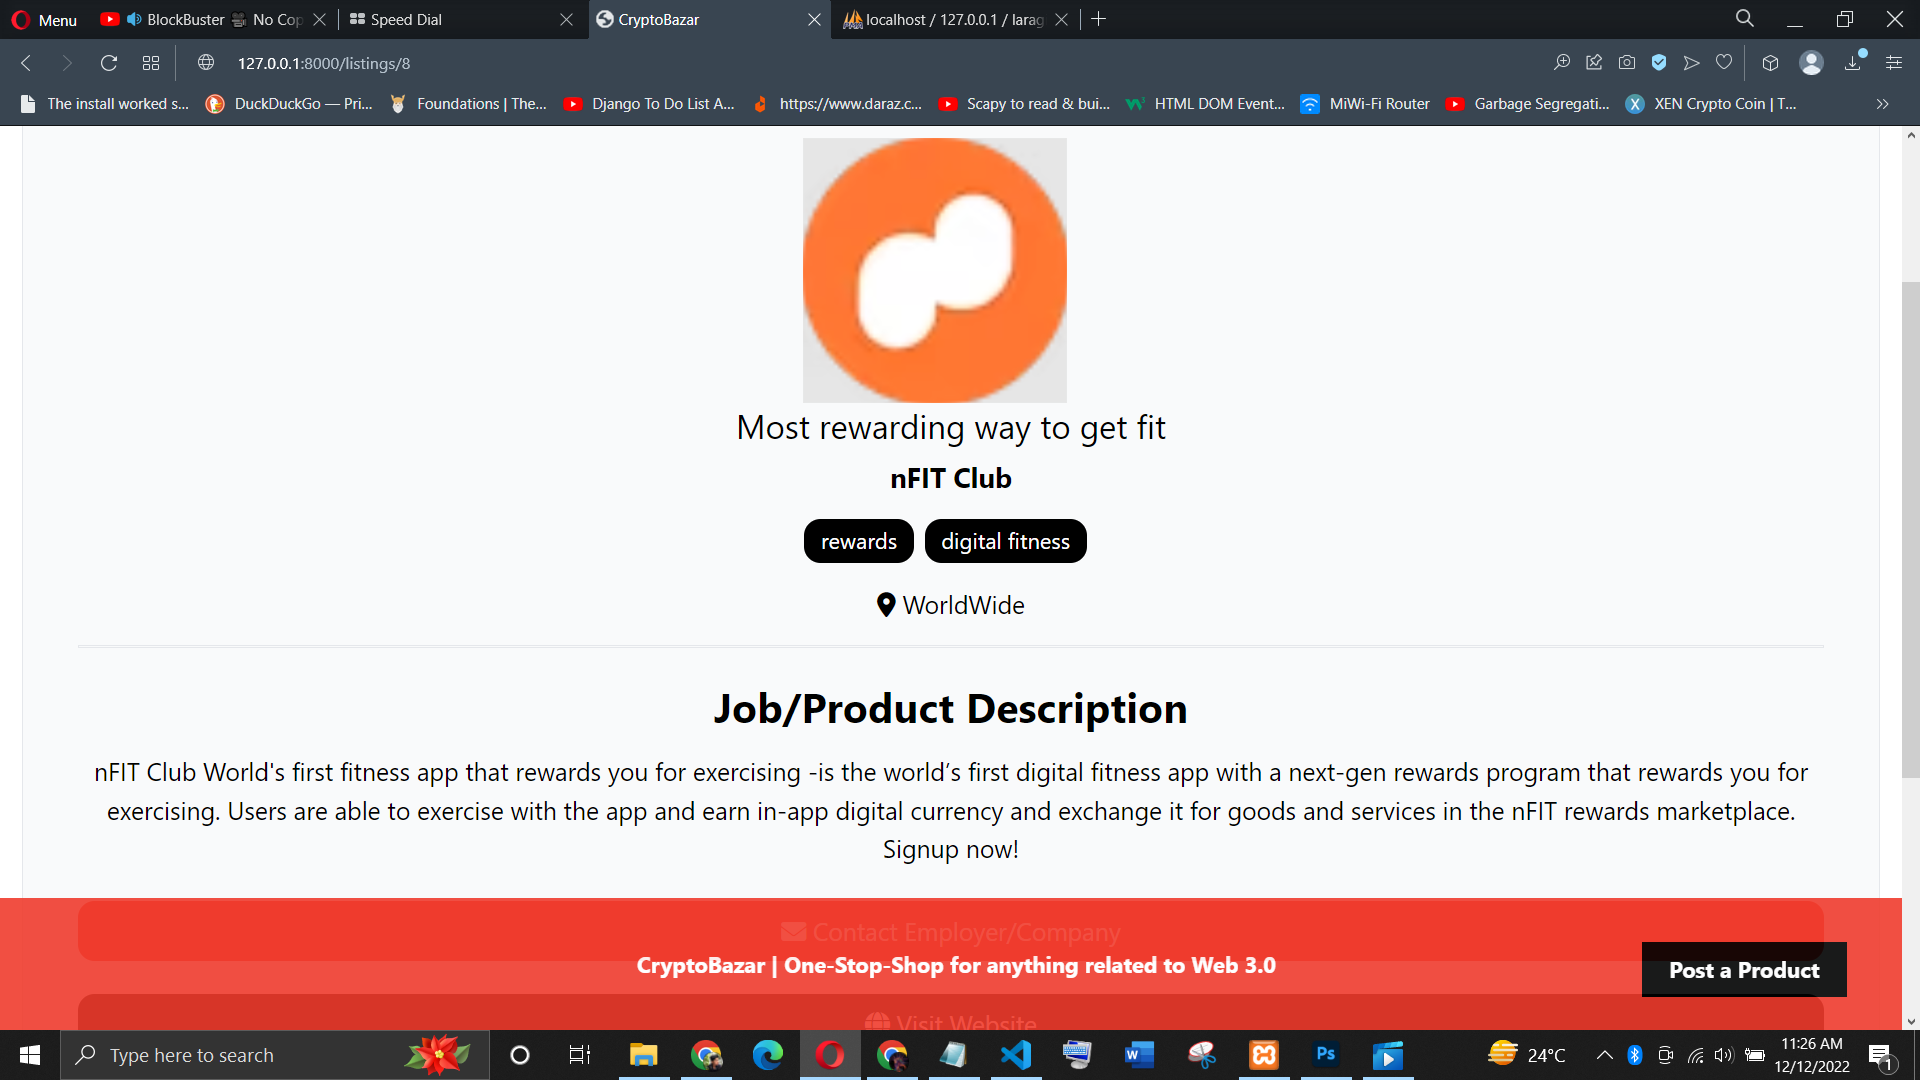 Menu
BlockBuster 🎥 No Cop
Speed Dial
CryptoBazar
localhost / 127.0.0.1 / larag
127.0.0.1:8000/listings/8
The install worked s...
DuckDuckGo — Pri...
Foundations | The...
Django To Do List A...
https://www.daraz.c...
Scapy to read & bui...
HTML DOM Event...
MiWi-Fi Router
Garbage Segregati...
XEN Crypto Coin | T...
Most rewarding way to get fit
nFIT Club
rewards
digital fitness
WorldWide
Job/Product Description
nFIT Club World's first fitness app that rewards you for exercising -is the world’s first digital fitness app with a next-gen rewards program that rewards you for
exercising. Users are able to exercise with the app and earn in-app digital currency and exchange it for goods and services in the nFIT rewards marketplace.
Signup now!
Contact Employer/Company
CryptoBazar | One-Stop-Shop for anything related to Web 3.0
Post a Product
Visit Website
Type here to search
Ps
24°C
11:26 AM
12/12/2022
1